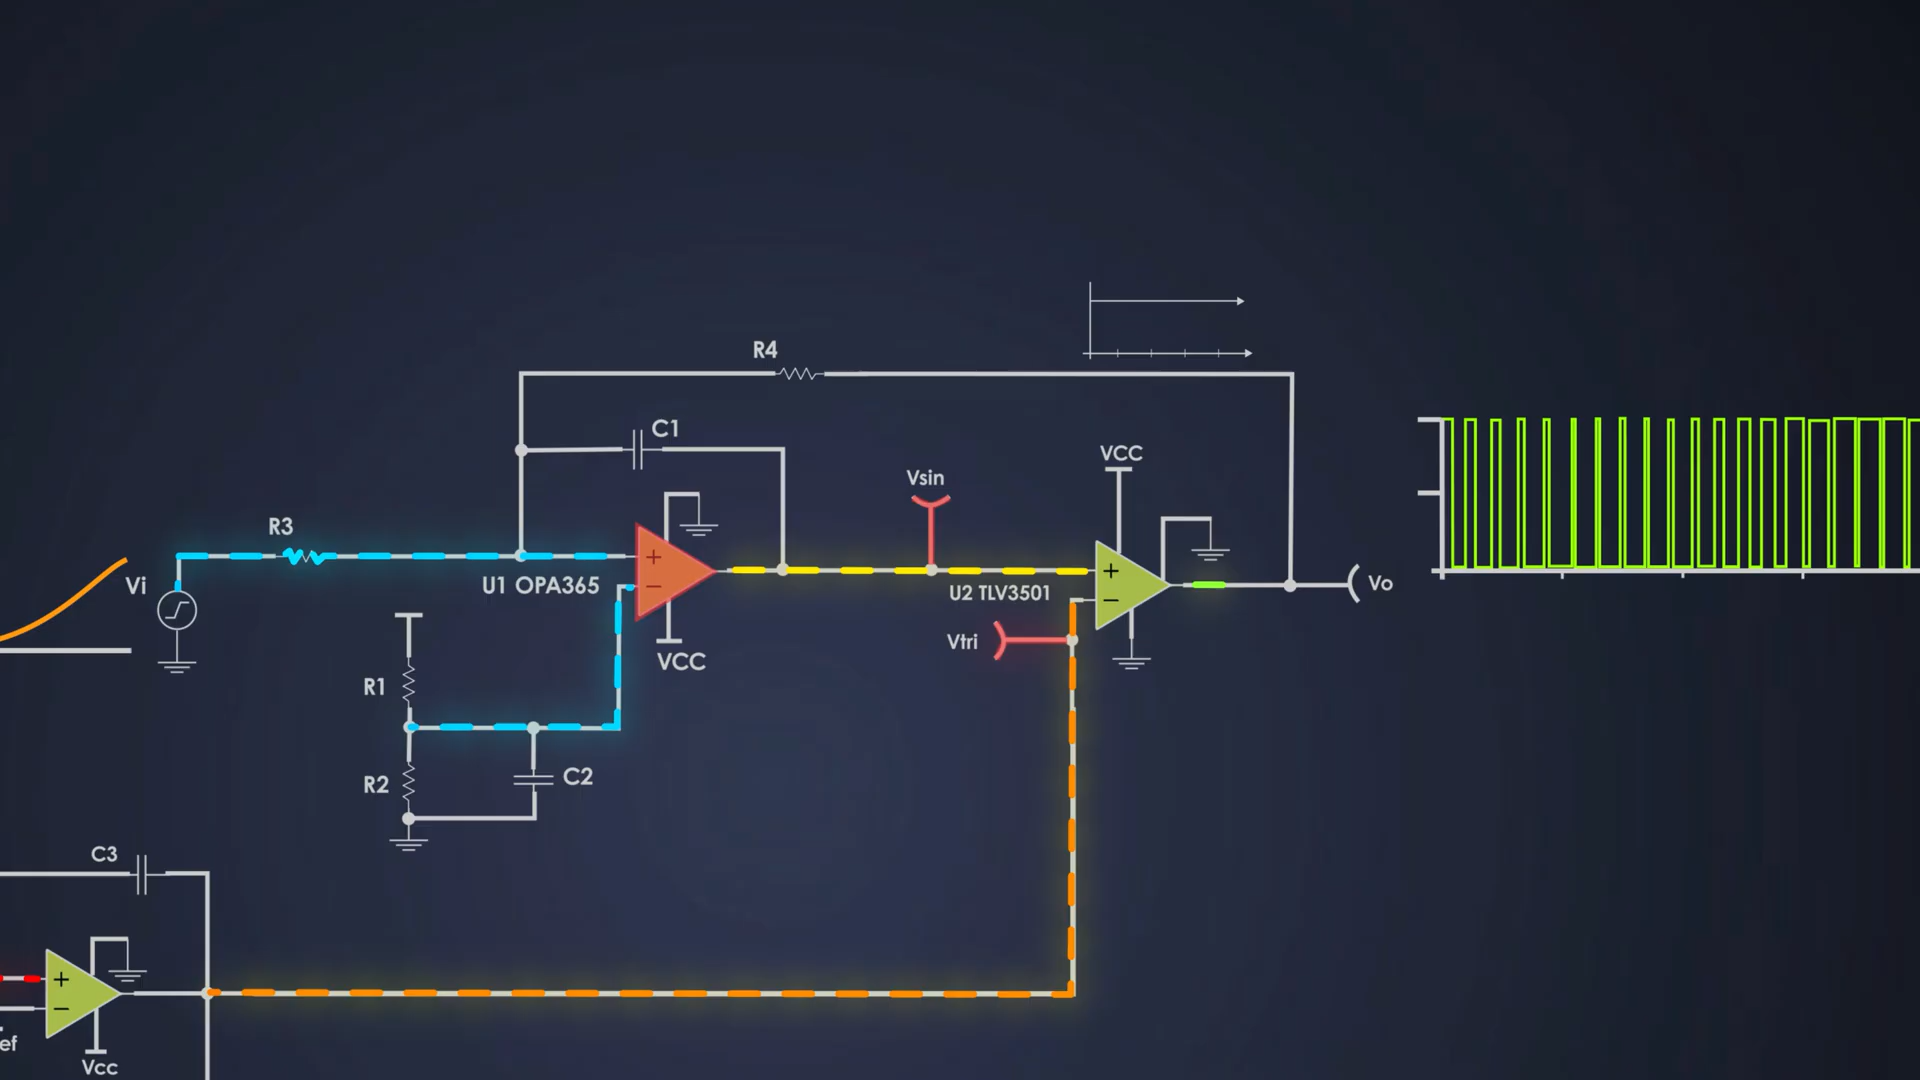 R4
C1
VCC
Vsin
R3
+
−
U1 OPA365
Vi
+
−
U2 TLV3501
Vo
Vtri
VCC
R1
R2
C2
C3
+
−
ef
Vcc